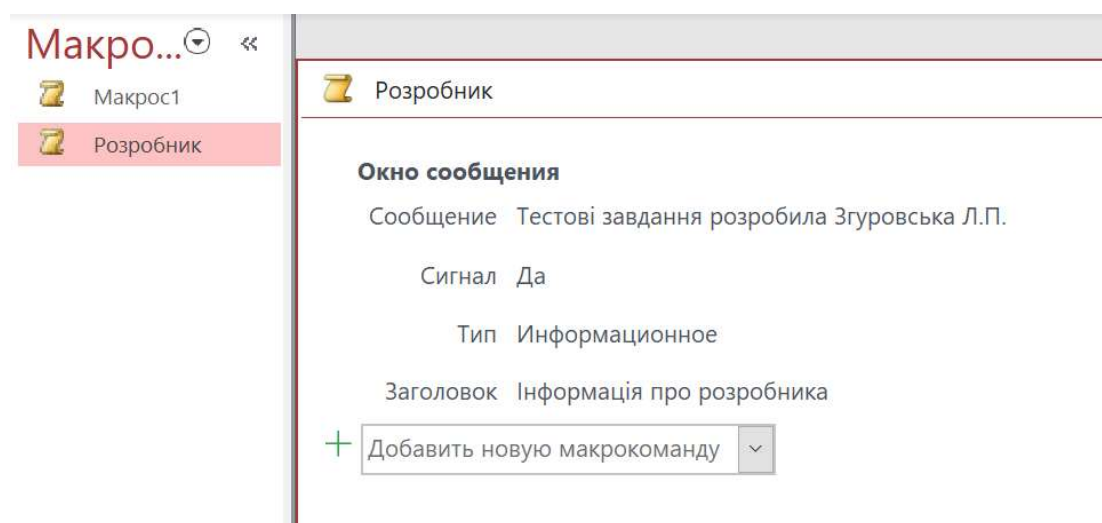 Макро... «
Макрос1
Розробник
Розробник
Окно сообщения
Сообщение Тестові завдання розробила Згуровська Л.П.
Сигнал Да
Тип Информационное
Заголовок Інформація про розробника
Добавить новую макрокоманду